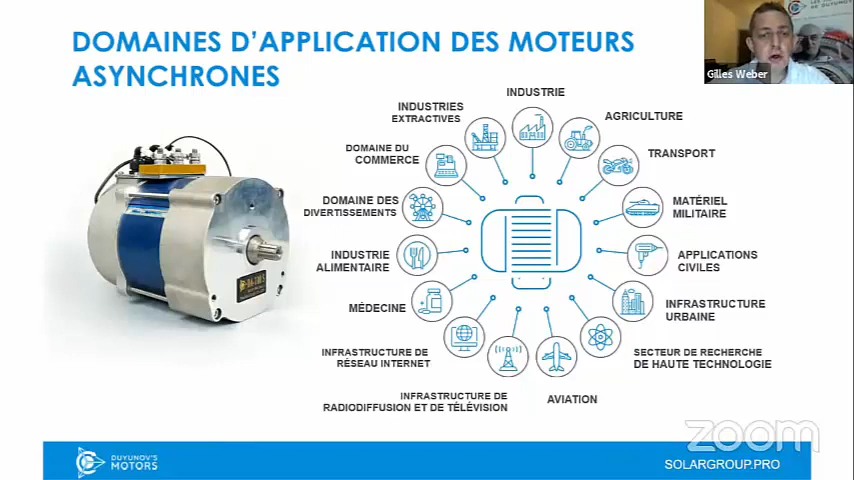 DOMAINES D'APPLICATION DES MOTEURS
ASYNCHRONES
Gilles Weber
INDUSTRIE
INDUSTRIES
EXTRACTIVES
AGRICULTURE
DOMAINE DU
COMMERCE
TRANSPORT
DOMAINE DES
DIVERTISSEMENTS
MATÉRIEL
MILITAIRE
INDUSTRIE
ALIMENTAIRE
APPLICATIONS
CIVILES
MÉDECINE
INFRASTRUCTURE
URBAINE
INFRASTRUCTURE DE
RÉSEAU INTERNET
SECTEUR DE RECHERCHE
DE HAUTE TECHNOLOGIE
INFRASTRUCTURE DE
RADIODIFFUSION ET DE TÉLÉVISION
AVIATION
zoom
DUYUNOV'S
MOTORS
SOLARGROUP.PRO